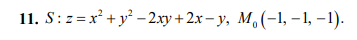 11. S: z = x² + y² – 2xy + 2x – y, M₀(–1, –1, –1).